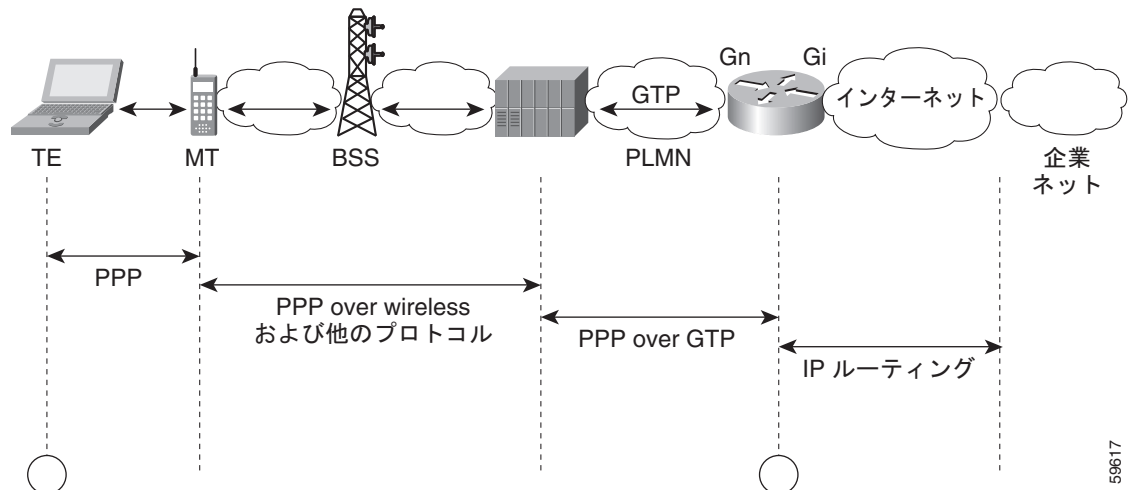 Gn Gi
GTP
インターネット
TE
MT
BSS
PLMN
企業
ネット
PPP
PPP over wireless
および他のプロトコル
PPP over GTP
IP ルーティング
59617